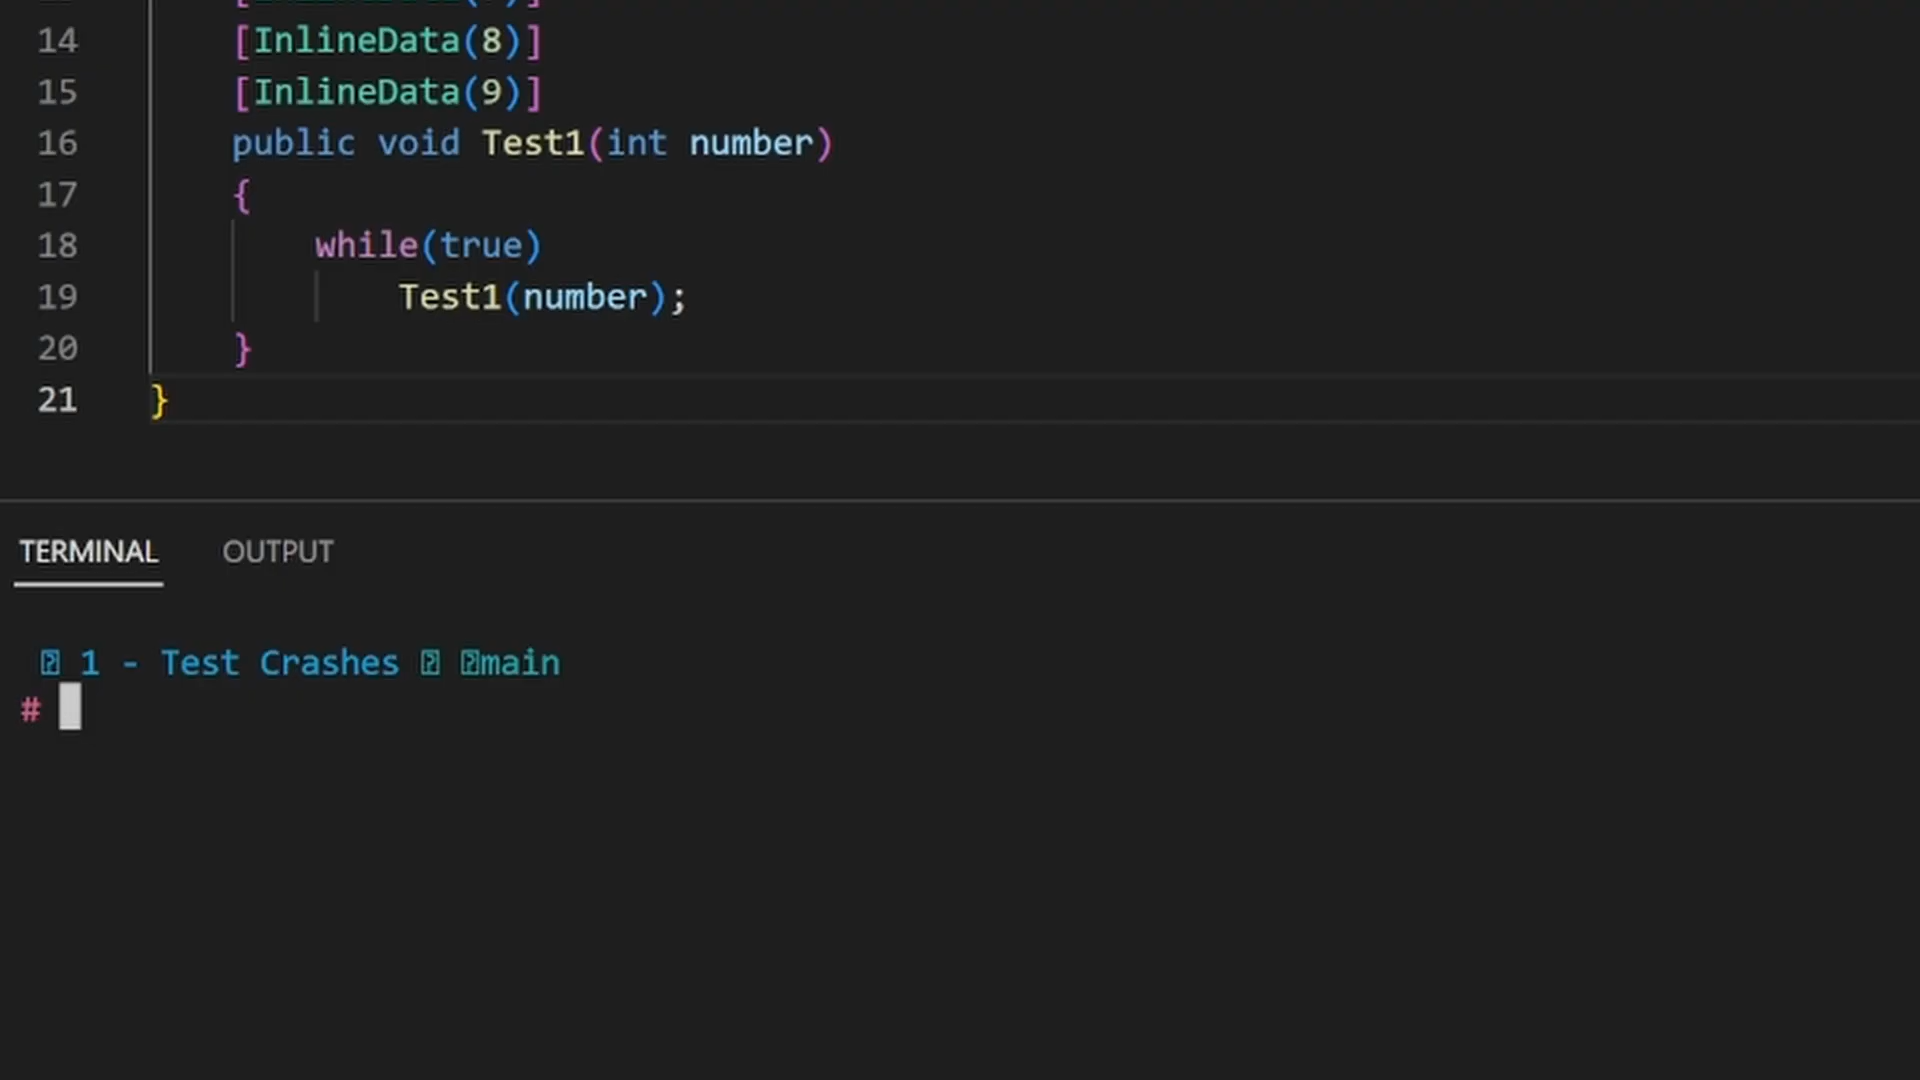 14 [InlineData(8)]
15 [InlineData(9)]
16 public void Test1(int number)
17 {
18 while(true)
19 Test1(number);
20 }
21 }
TERMINAL OUTPUT
1 - Test Crashes main
#